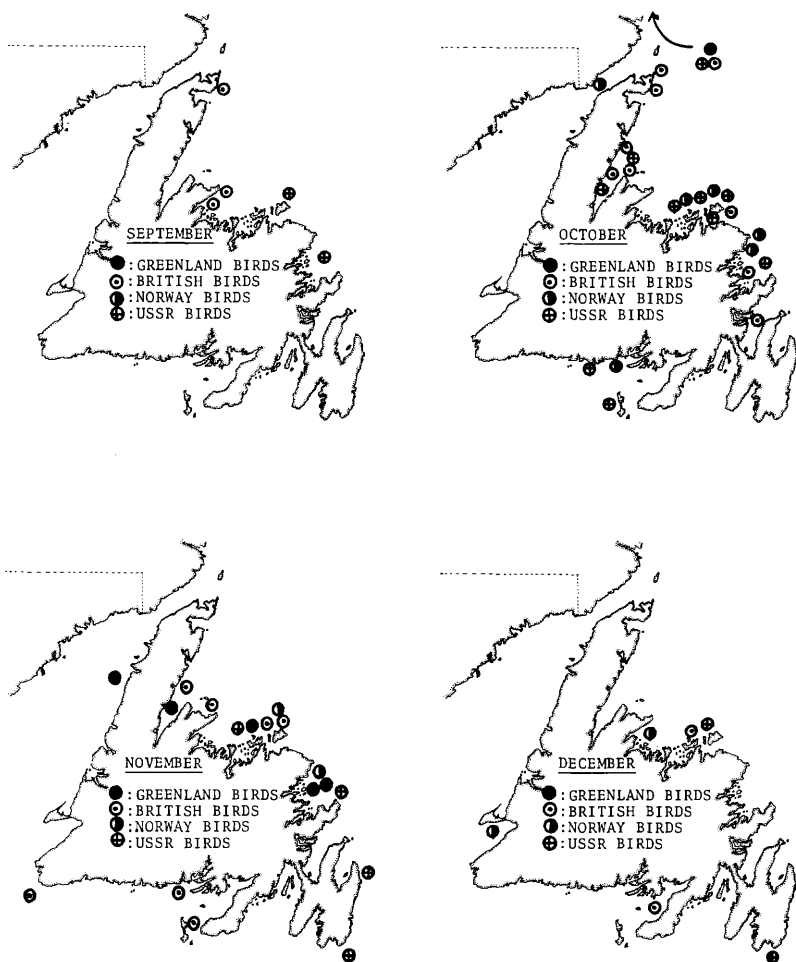 SEPTEMBER
●: GREENLAND BIRDS
⊙: BRITISH BIRDS
◑: NORWAY BIRDS
⊕: USSR BIRDS
OCTOBER
●: GREENLAND BIRDS
⊙: BRITISH BIRDS
◑: NORWAY BIRDS
⊕: USSR BIRDS
NOVEMBER
●: GREENLAND BIRDS
⊙: BRITISH BIRDS
◑: NORWAY BIRDS
⊕: USSR BIRDS
DECEMBER
●: GREENLAND BIRDS
⊙: BRITISH BIRDS
◑: NORWAY BIRDS
⊕: USSR BIRDS